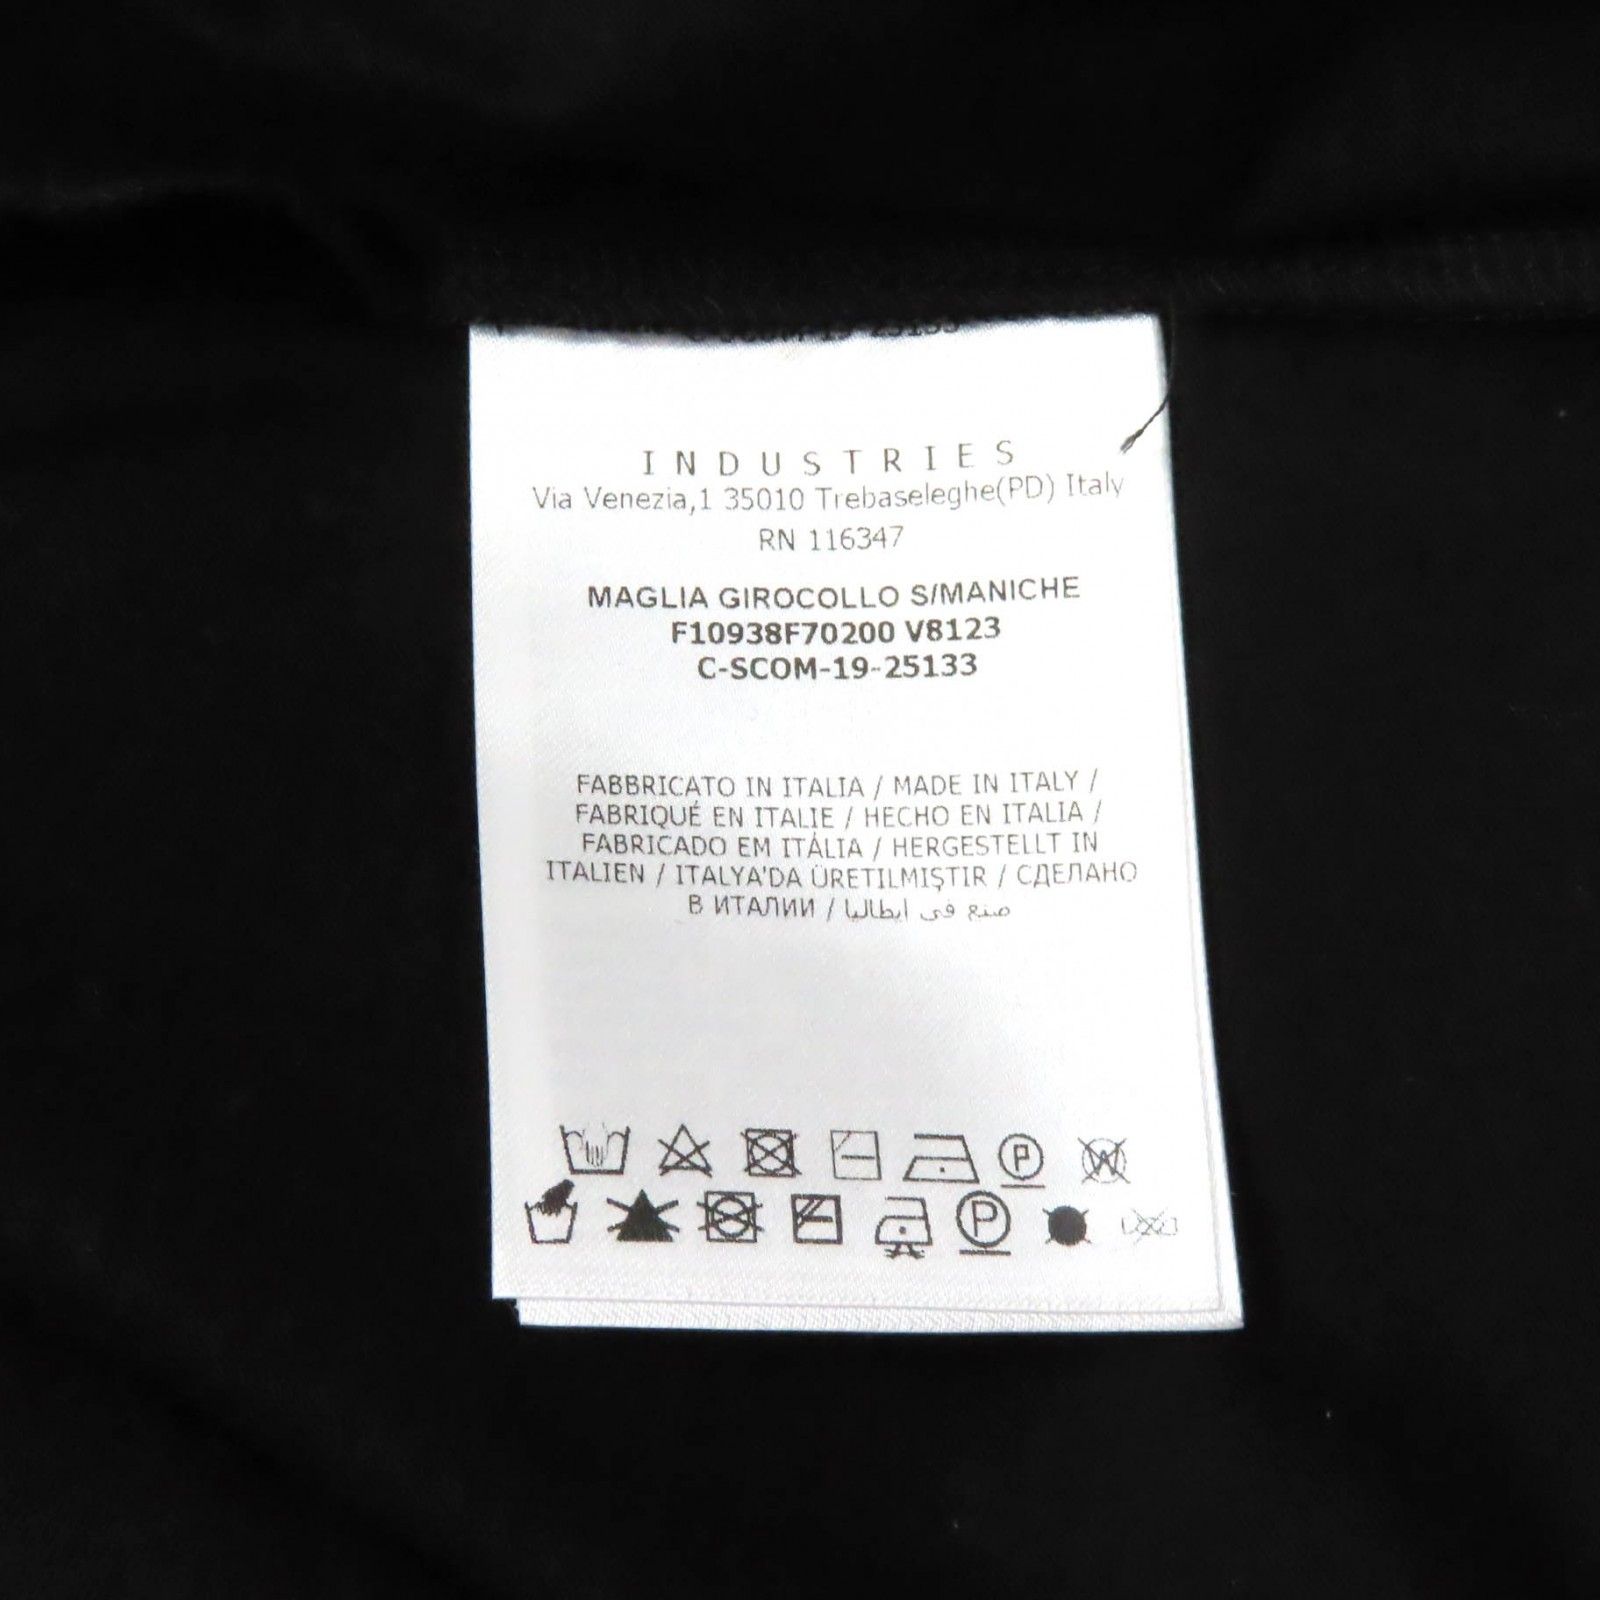 INDUSTRIES
Via Venezia,1 35010 Trebaseleghe(PD) Italy
RN 116347
MAGLIA GIROCOLLO S/MANICHE
F10938F70200 V8123
C-SCOM-19-25133
FABBRICATO IN ITALIA / MADE IN ITALY /
FABRIQUÉ EN ITALIE / HECHO EN ITALIA /
FABRICADO EM ITÁLIA / HERGESTELLT IN
ITALIEN / ITALYA'DA ÜRETILMIŞTIR / СДЕЛАНО
В ИТАЛИИ / صنع في ايطاليا
P
W
P